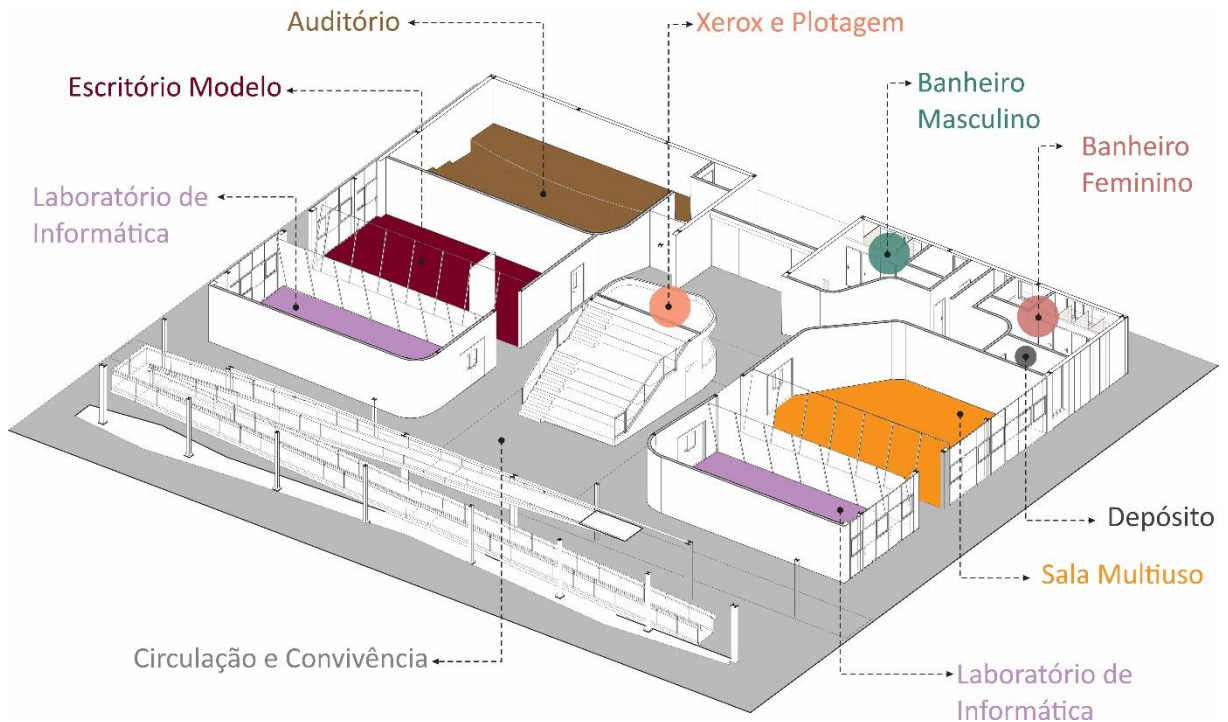 Auditório
Xerox e Plotagem
Escritório Modelo
Banheiro
Masculino
Banheiro
Feminino
Laboratório de
Informática
Depósito
Sala Multiuso
Circulação e Convivência
Laboratório de
Informática